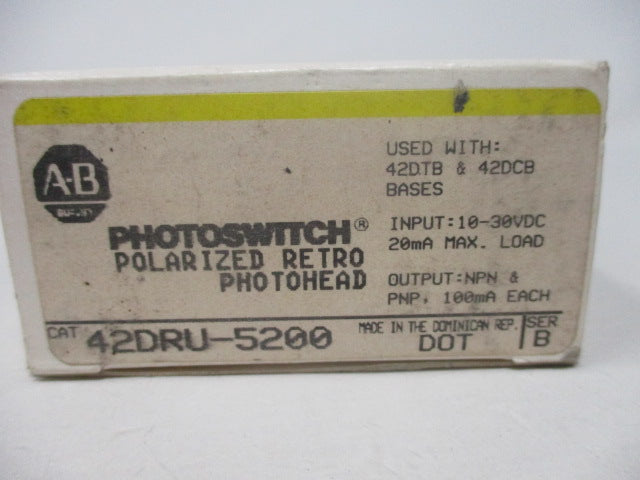 A-B
QUALITY
PHOTOSWITCH®
POLARIZED RETRO
PHOTOHEAD
USED WITH:
42DTB & 42DCB
BASES
INPUT:10-30VDC
20mA MAX. LOAD
OUTPUT:NPN &
PNP, 100mA EACH
CAT 42DRU-5200
MADE IN THE DOMINICAN REP.
DOT
SER
B